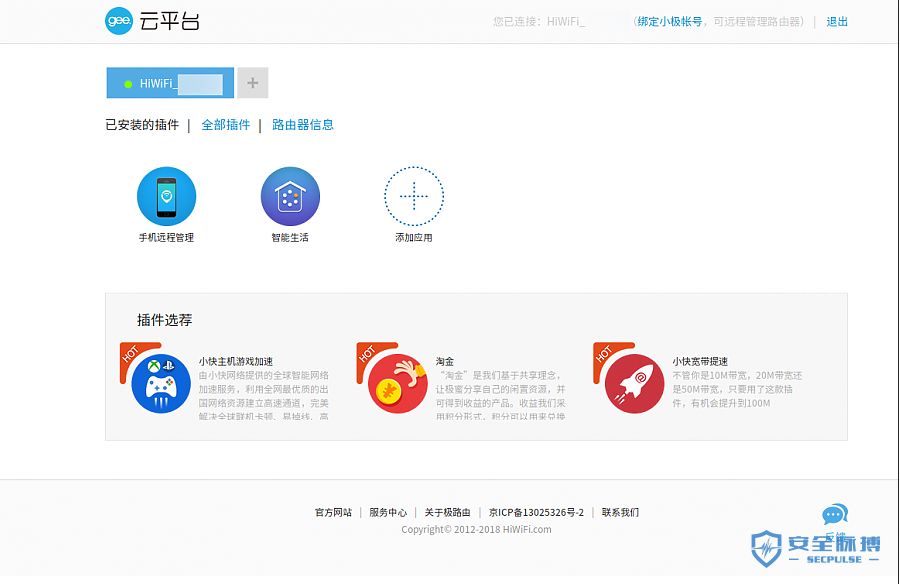 gee. 云平台
您已连接：HiWiFi_ （绑定小极帐号，可远程管理路由器） | 退出
HiWiFi_ +
已安装的插件 | 全部插件 | 路由器信息
手机远程管理
智能生活
添加应用
插件选荐
HOT
小快主机游戏加速
由小快网络提供的全球智能网络
加速服务，利用全网最优质的出
国网络资源建立高速通道，完美
解决全球联机卡顿、易掉线、高
HOT
淘金
“淘金”是我们基于共享理念，
让极蜜分享自己的闲置资源，并
可得到收益的产品。收益我们采
用积分形式，积分可以用来兑换
HOT
小快宽带提速
不管你是10M带宽，20M带宽还
是50M带宽，只要用了这款插
件，有机会提升到100M
官方网站 | 服务中心 | 关于极路由 | 京ICP备13025326号-2 | 联系我们
Copyright© 2012-2018 HiWiFi.com
反馈
安全脉搏
SECPULSE